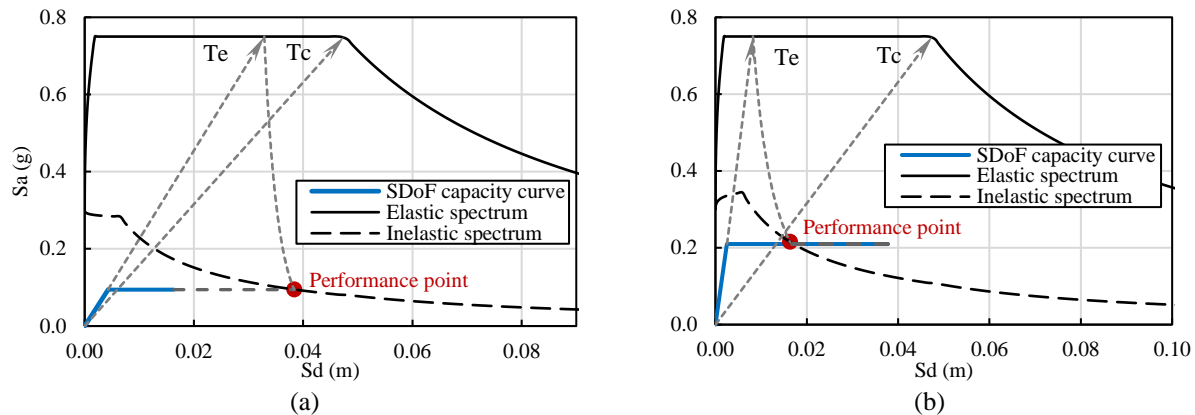 0.8
0.6
0.4
0.2
0.0
Sa (g)
Te
Tc
SDoF capacity curve
Elastic spectrum
Inelastic spectrum
Performance point
0.00 0.02 0.04 0.06 0.08
Sd (m)
(a)
0.8
0.6
0.4
0.2
0.0
Te
Tc
SDoF capacity curve
Elastic spectrum
Inelastic spectrum
Performance point
0.00 0.02 0.04 0.06 0.08 0.10
Sd (m)
(b)